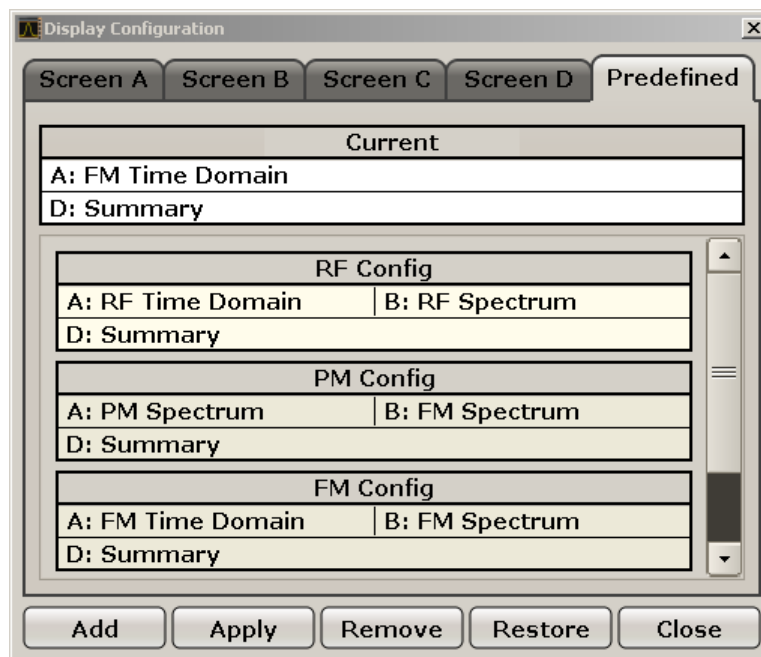 Display Configuration
Screen A Screen B Screen C Screen D Predefined
Current
A: FM Time Domain
D: Summary
RF Config
A: RF Time Domain B: RF Spectrum
D: Summary
PM Config
A: PM Spectrum B: FM Spectrum
D: Summary
FM Config
A: FM Time Domain B: FM Spectrum
D: Summary
Add Apply Remove Restore Close